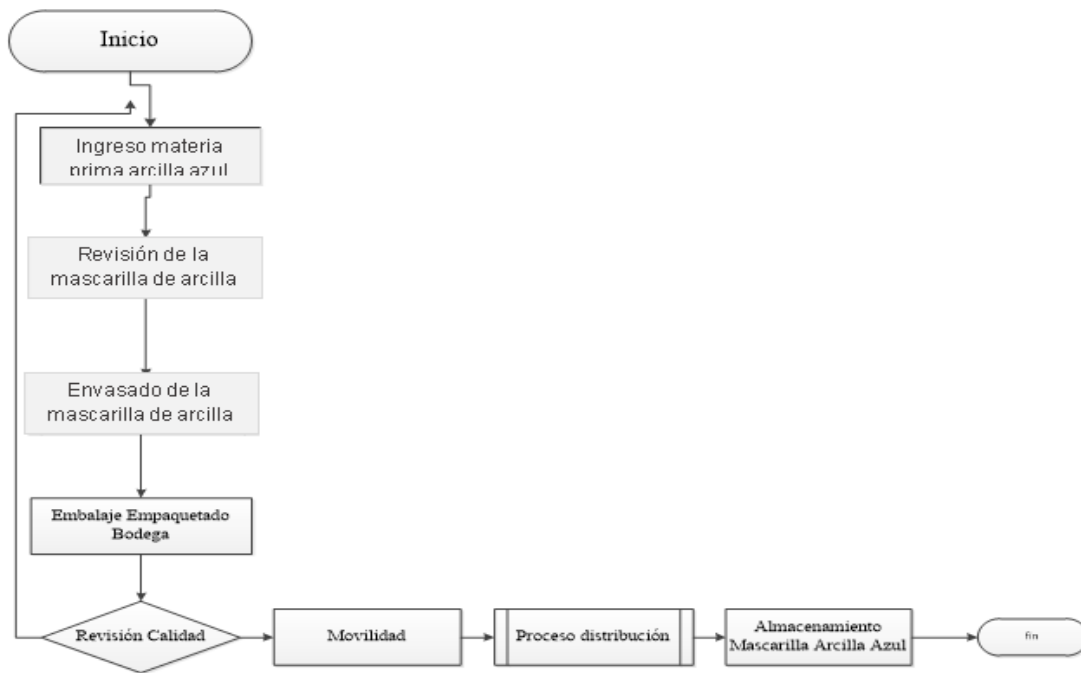 Inicio
Ingreso materia
prima arcilla azul
Revisión de la
mascarilla de arcilla
Envasado de la
mascarilla de arcilla
Embalaje Empaquetado
Bodega
Revisión Calidad
Movilidad
Proceso distribución
Almacenamiento
Mascarilla Arcilla Azul
fin